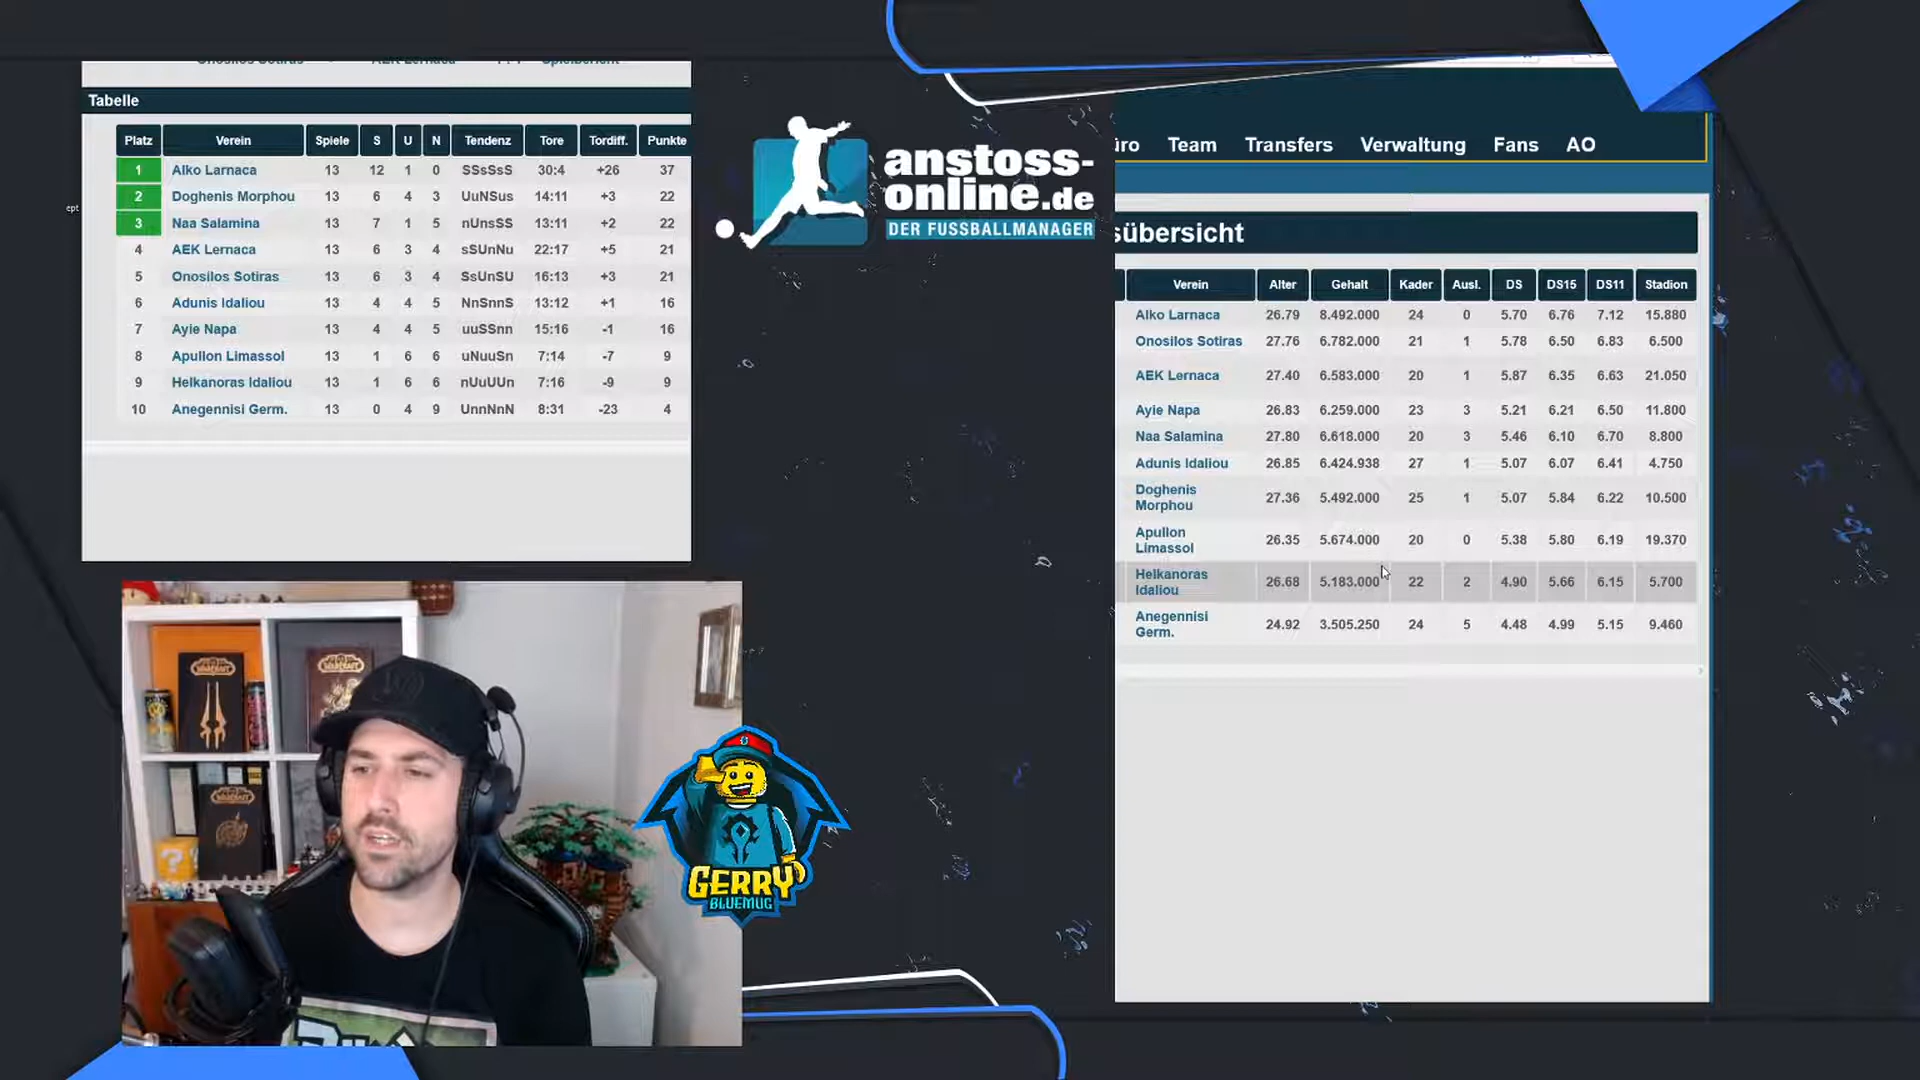 Onosilos Sotiras - AEK Lernaca Spielbericht
Tabelle
Platz Verein Spiele S U N Tendenz Tore Tordiff. Punkte
1 Alko Larnaca 13 12 1 0 SSsSsS 30:4 +26 37
2 Doghenis Morphou 13 6 4 3 UuNSus 14:11 +3 22
3 Naa Salamina 13 7 1 5 nUnsSS 13:11 +2 22
4 AEK Lernaca 13 6 3 4 sSUnNu 22:17 +5 21
5 Onosilos Sotiras 13 6 3 4 SsUnSU 16:13 +3 21
6 Adunis Idaliou 13 4 4 5 NnSnnS 13:12 +1 16
7 Ayie Napa 13 4 4 5 uuSSnn 15:16 -1 16
8 Apullon Limassol 13 1 6 6 uNuuSn 7:14 -7 9
9 Helkanoras Idaliou 13 1 6 6 nUuUUn 7:16 -9 9
10 Anegennisi Germ. 13 0 4 9 UnnNnN 8:31 -23 4
ept
anstoss-
online.de
DER FUSSBALLMANAGER
üro Team Transfers Verwaltung Fans AO
sübersicht
Verein Alter Gehalt Kader Ausl. DS DS15 DS11 Stadion
Alko Larnaca 26.79 8.492.000 24 0 5.70 6.76 7.12 15.880
Onosilos Sotiras 27.76 6.782.000 21 1 5.78 6.50 6.83 6.500
AEK Lernaca 27.40 6.583.000 20 1 5.87 6.35 6.63 21.050
Ayie Napa 26.83 6.259.000 23 3 5.21 6.21 6.50 11.800
Naa Salamina 27.80 6.618.000 20 3 5.46 6.10 6.70 8.800
Adunis Idaliou 26.85 6.424.938 27 1 5.07 6.07 6.41 4.750
Doghenis
Morphou 27.36 5.492.000 25 1 5.07 5.84 6.22 10.500
Apullon
Limassol 26.35 5.674.000 20 0 5.38 5.80 6.19 19.370
Helkanoras
Idaliou 26.68 5.183.000 22 2 4.90 5.66 6.15 5.700
Anegennisi
Germ. 24.92 3.505.250 24 5 4.48 4.99 5.15 9.460
WARCRAFT
WARCRAFT
WARCRAFT
GERRY
BLUEMUG